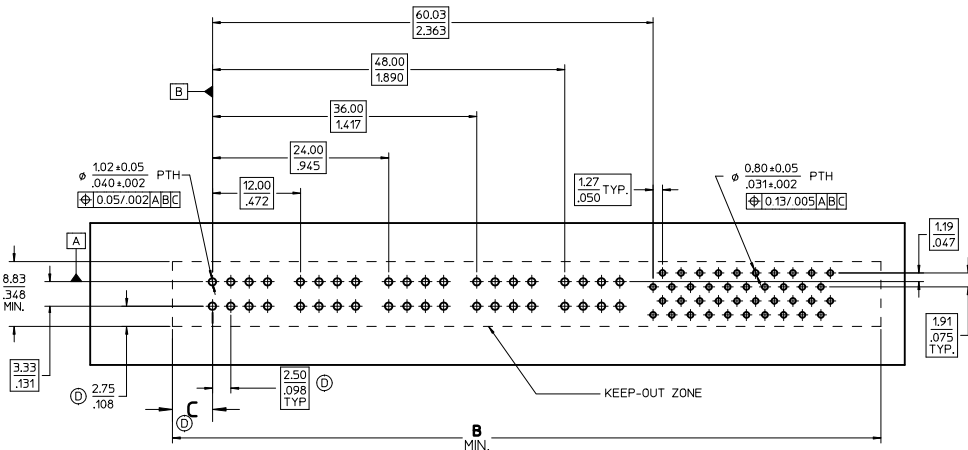 60.03
2.363
48.00
1.890
B
36.00
1.417
24.00
.945
⌀ 1.02±0.05 PTH
.040±.002
⌖ 0.05/.002 A B C
12.00
.472
1.27 TYP.
.050
⌀ 0.80±0.05 PTH
.031±.002
⌖ 0.13/.005 A B C
1.19
.047
A
8.83
.348
MIN.
1.91
.075
TYP.
3.33
.131
D 2.75
.108
2.50 D
.098
TYP
KEEP-OUT ZONE
C
D
B
MIN.